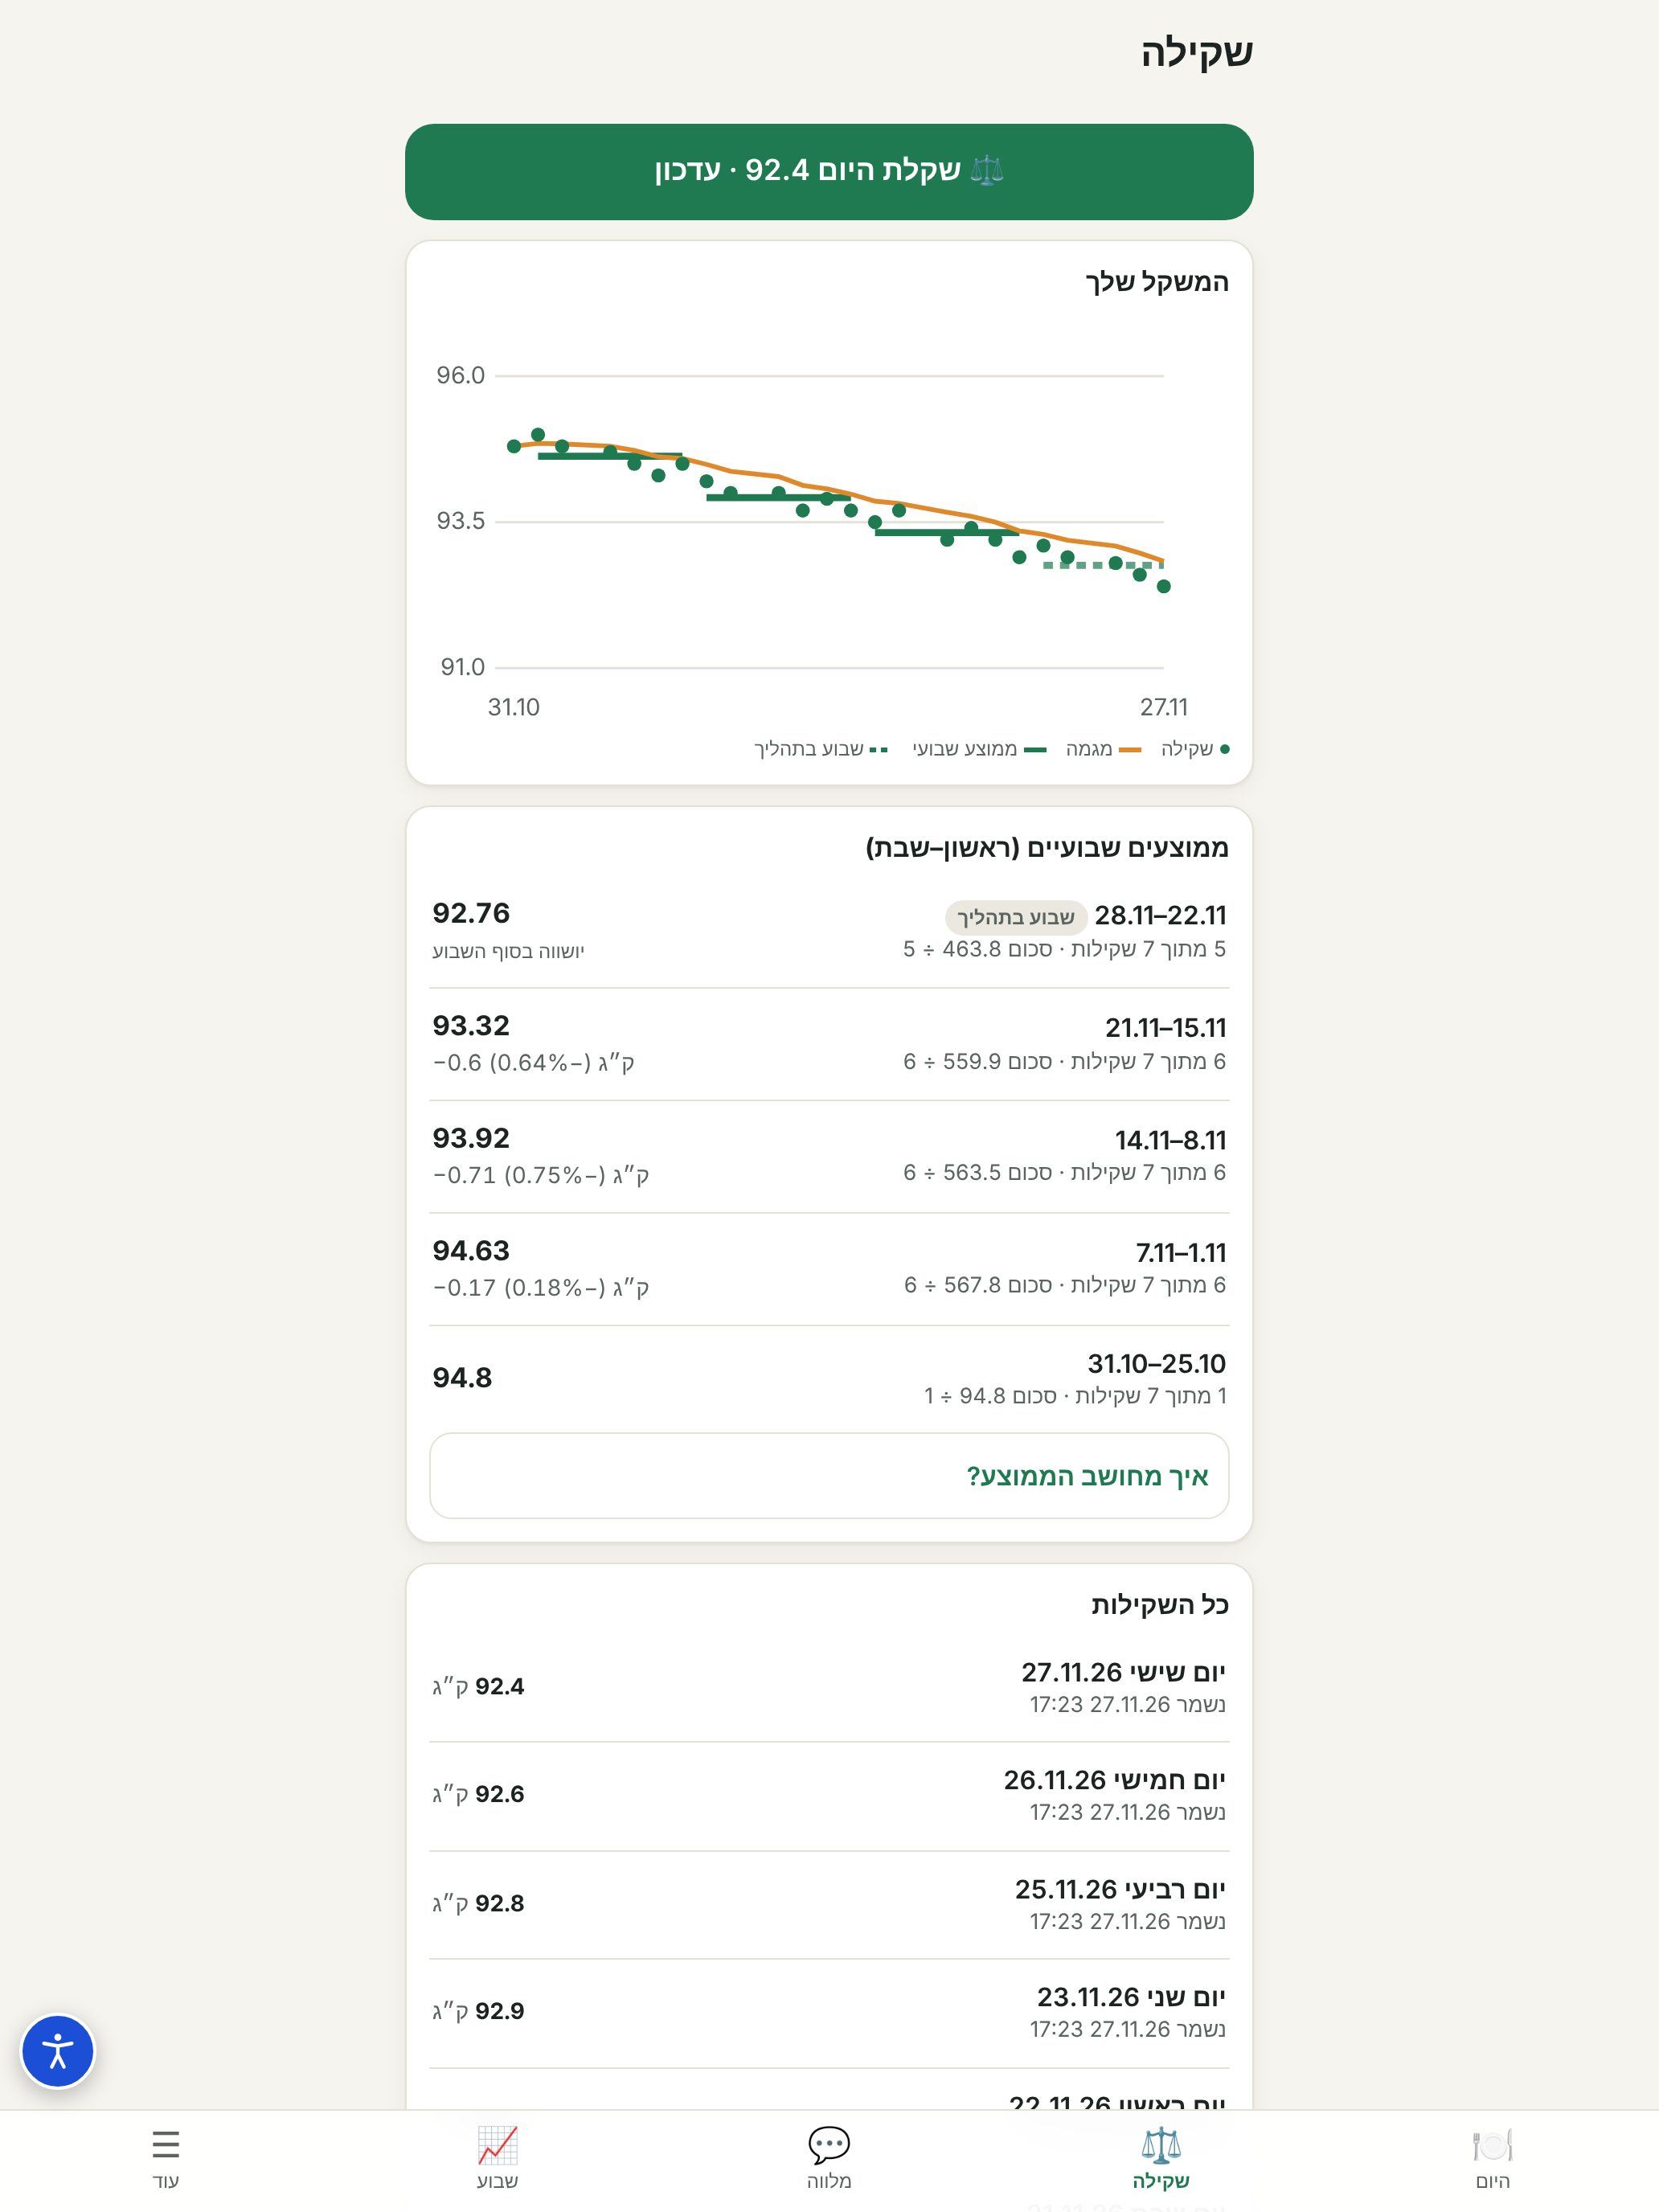 שקילה
⚖️ שקלת היום 92.4 · עדכון
המשקל שלך
96.0
93.5
91.0
31.10
27.11
שקילה
מגמה
ממוצע שבועי
שבוע בתהליך
ממוצעים שבועיים (ראשון–שבת)
22.11–28.11 שבוע בתהליך
5 מתוך 7 שקילות · סכום 463.8 ÷ 5
92.76
יושווה בסוף השבוע
15.11–21.11
6 מתוך 7 שקילות · סכום 559.9 ÷ 6
93.32
−0.6 ק״ג (−0.64%)
8.11–14.11
6 מתוך 7 שקילות · סכום 563.5 ÷ 6
93.92
−0.71 ק״ג (−0.75%)
1.11–7.11
6 מתוך 7 שקילות · סכום 567.8 ÷ 6
94.63
−0.17 ק״ג (−0.18%)
25.10–31.10
1 מתוך 7 שקילות · סכום 94.8 ÷ 1
94.8
איך מחושב הממוצע?
כל השקילות
יום שישי 27.11.26
נשמר 27.11.26 17:23
92.4 ק״ג
יום חמישי 26.11.26
נשמר 27.11.26 17:23
92.6 ק״ג
יום רביעי 25.11.26
נשמר 27.11.26 17:23
92.8 ק״ג
יום שני 23.11.26
נשמר 27.11.26 17:23
92.9 ק״ג
יום ראשון 22.11.26
היום
שקילה
מלווה
שבוע
עוד